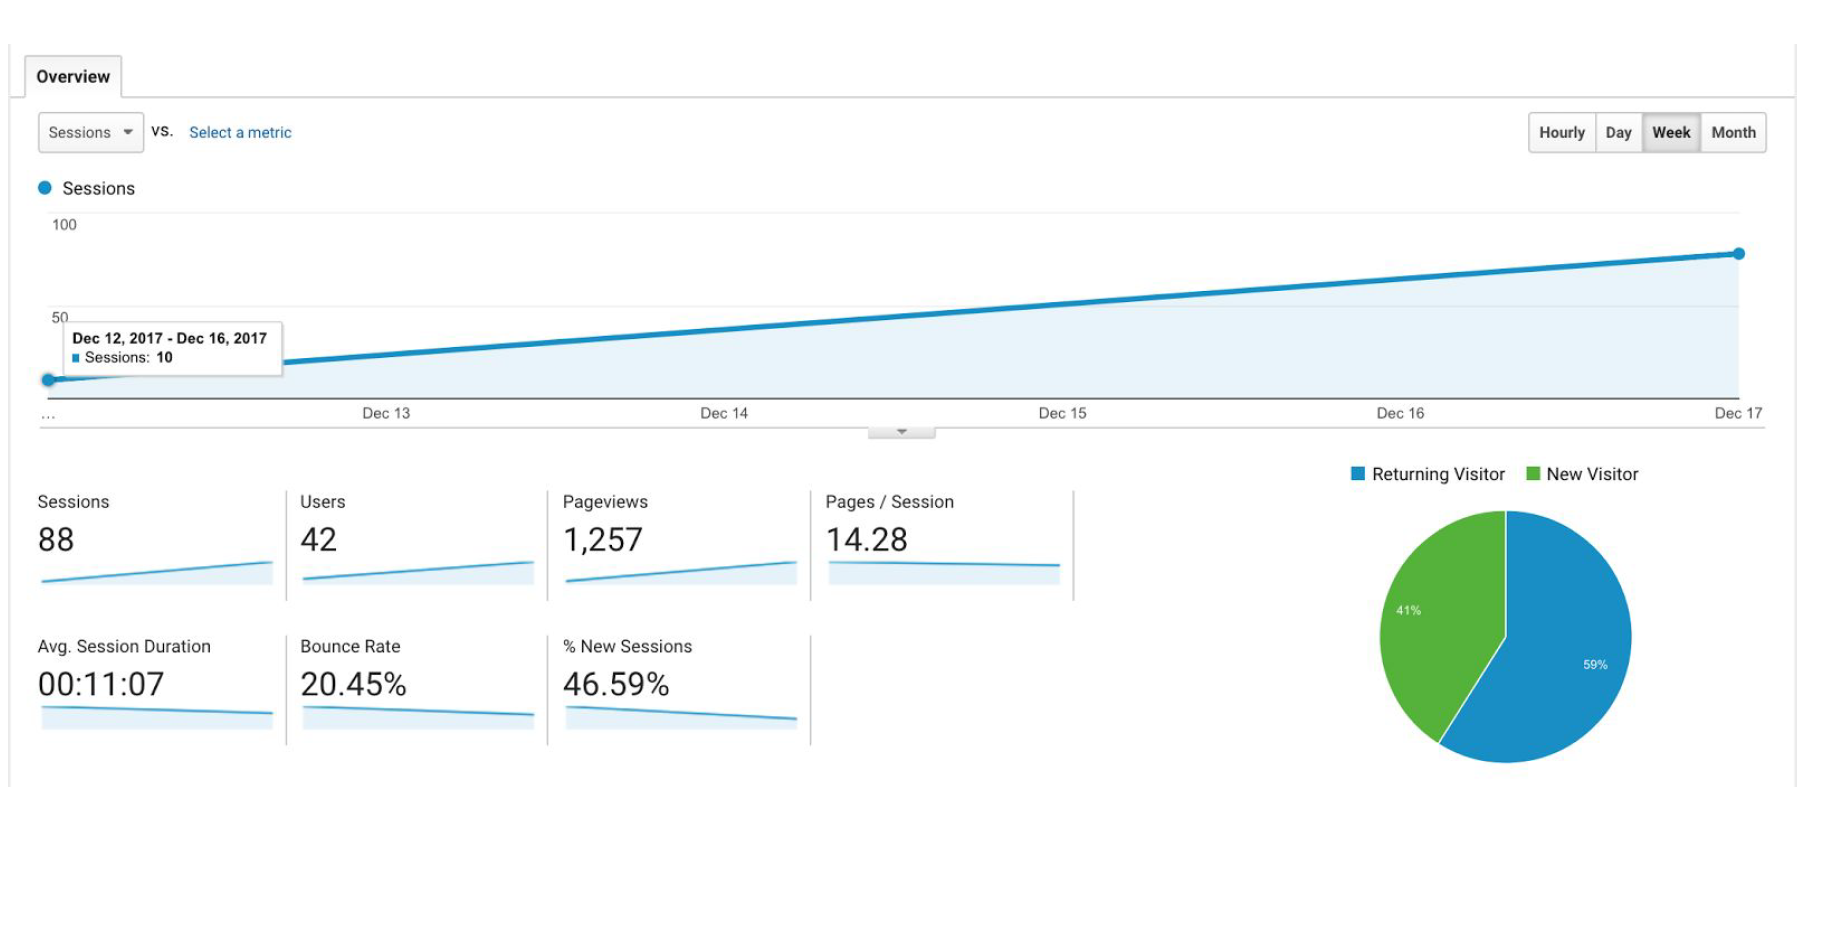 Overview
Sessions VS. Select a metric
Hourly Day Week Month
Sessions
100
50
Dec 12, 2017 - Dec 16, 2017
Sessions: 10
... Dec 13 Dec 14 Dec 15 Dec 16 Dec 17
Returning Visitor New Visitor
Sessions Users Pageviews Pages / Session
88 42 1,257 14.28
41%
59%
Avg. Session Duration Bounce Rate % New Sessions
00:11:07 20.45% 46.59%